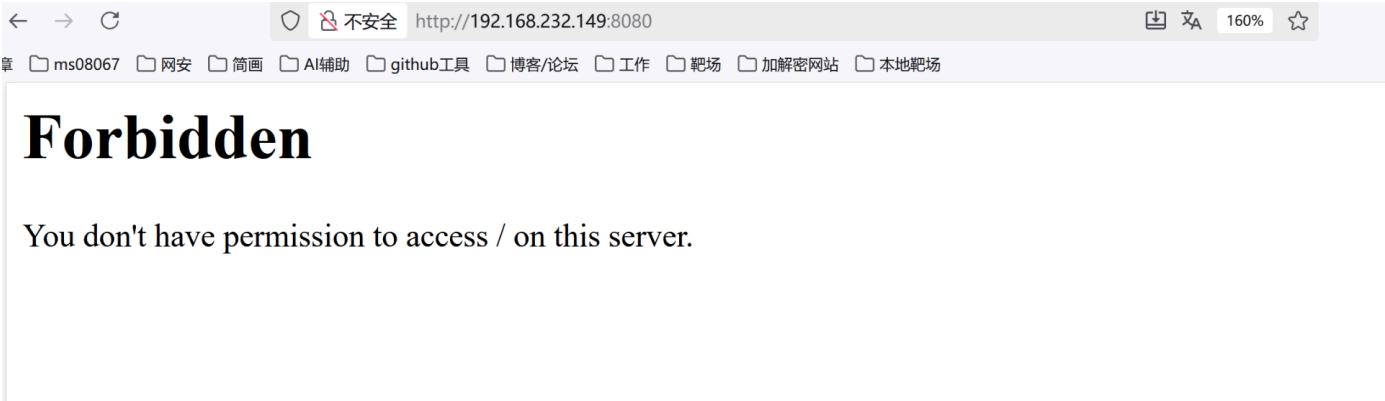 不安全 http://192.168.232.149:8080 160%
章 ms08067 网安 简画 AI辅助 github工具 博客/论坛 工作 靶场 加解密网站 本地靶场
Forbidden
You don't have permission to access / on this server.